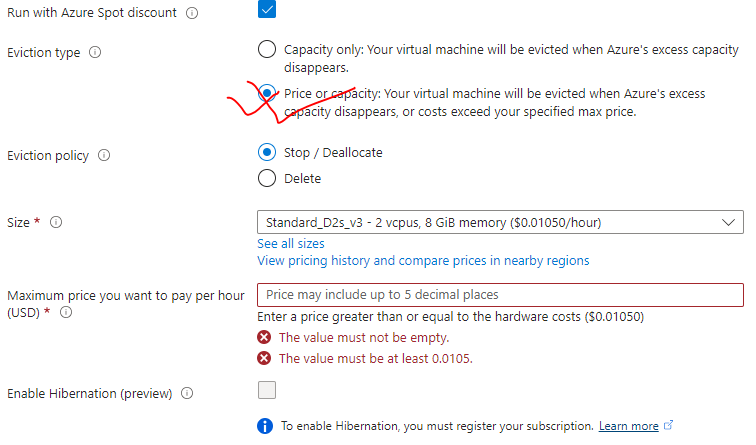 Run with Azure Spot discount
Eviction type
Capacity only: Your virtual machine will be evicted when Azure's excess capacity
disappears.
Price or capacity: Your virtual machine will be evicted when Azure's excess
capacity disappears, or costs exceed your specified max price.
Eviction policy
Stop / Deallocate
Delete
Size *
Standard_D2s_v3 - 2 vcpus, 8 GiB memory ($0.01050/hour)
See all sizes
View pricing history and compare prices in nearby regions
Maximum price you want to pay per hour
(USD) *
Price may include up to 5 decimal places
Enter a price greater than or equal to the hardware costs ($0.01050)
The value must not be empty.
The value must be at least 0.0105.
Enable Hibernation (preview)
To enable Hibernation, you must register your subscription. Learn more